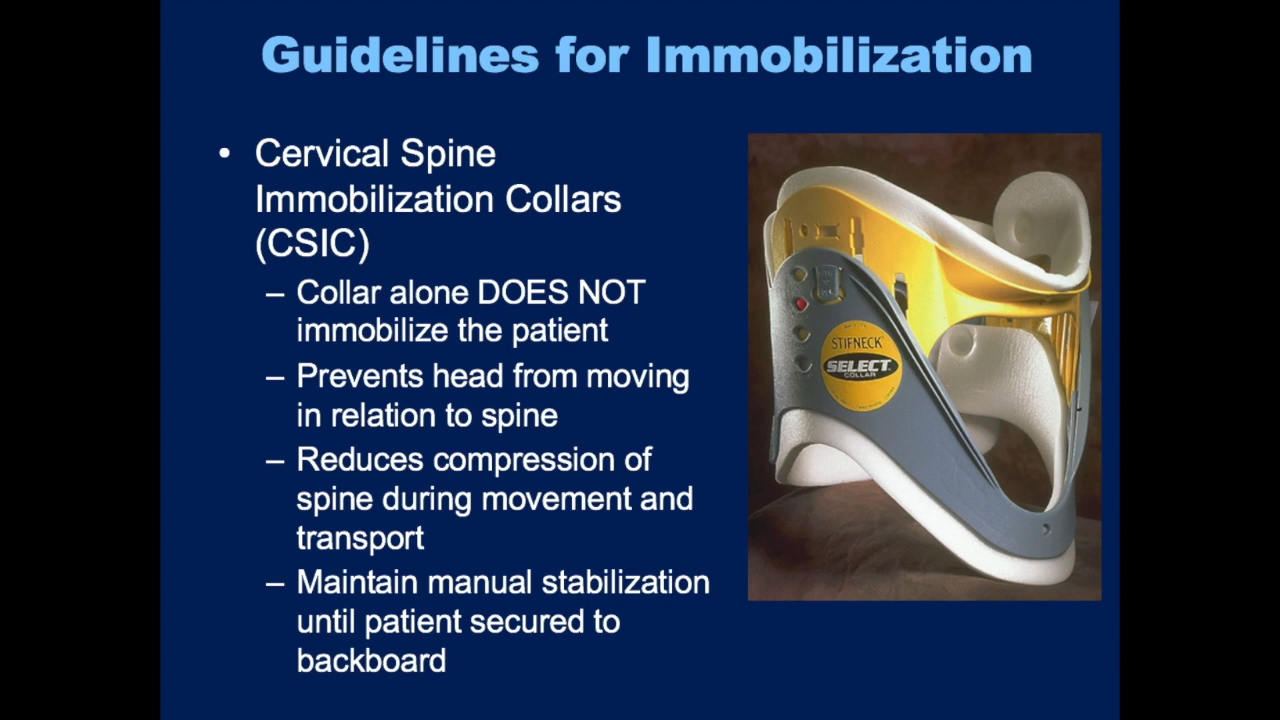 Guidelines for Immobilization
• Cervical Spine
Immobilization Collars
(CSIC)
– Collar alone DOES NOT
immobilize the patient
– Prevents head from moving
in relation to spine
– Reduces compression of
spine during movement and
transport
– Maintain manual stabilization
until patient secured to
backboard
STIFNECK
SELECT
COLLAR